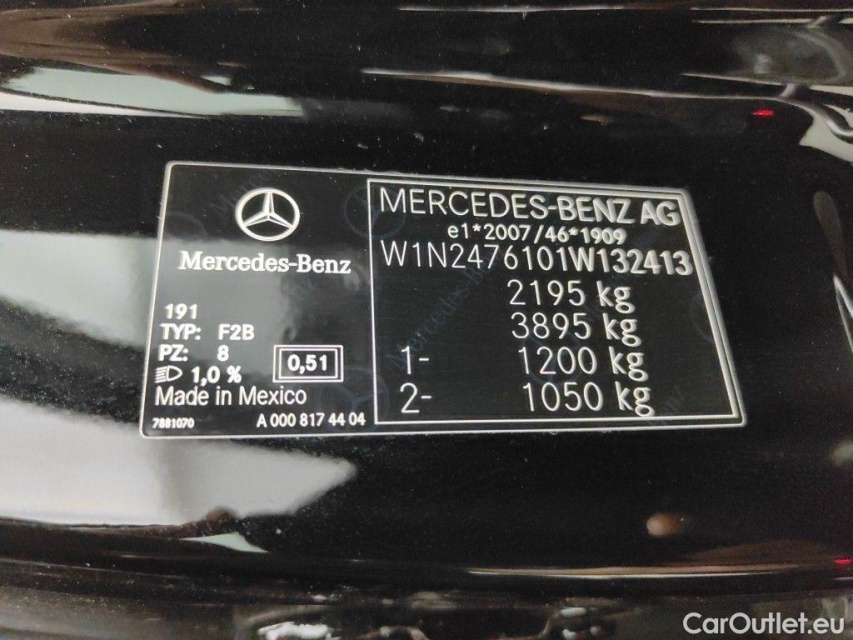 Mercedes-Benz
191
TYP: F2B
PZ: 8
1,0 %
0,51
Made in Mexico
7881070
A 000 817 44 04
MERCEDES-BENZ AG
e1*2007/46*1909
W1N2476101W132413
2195 kg
3895 kg
1- 1200 kg
2- 1050 kg
CarOutlet.eu